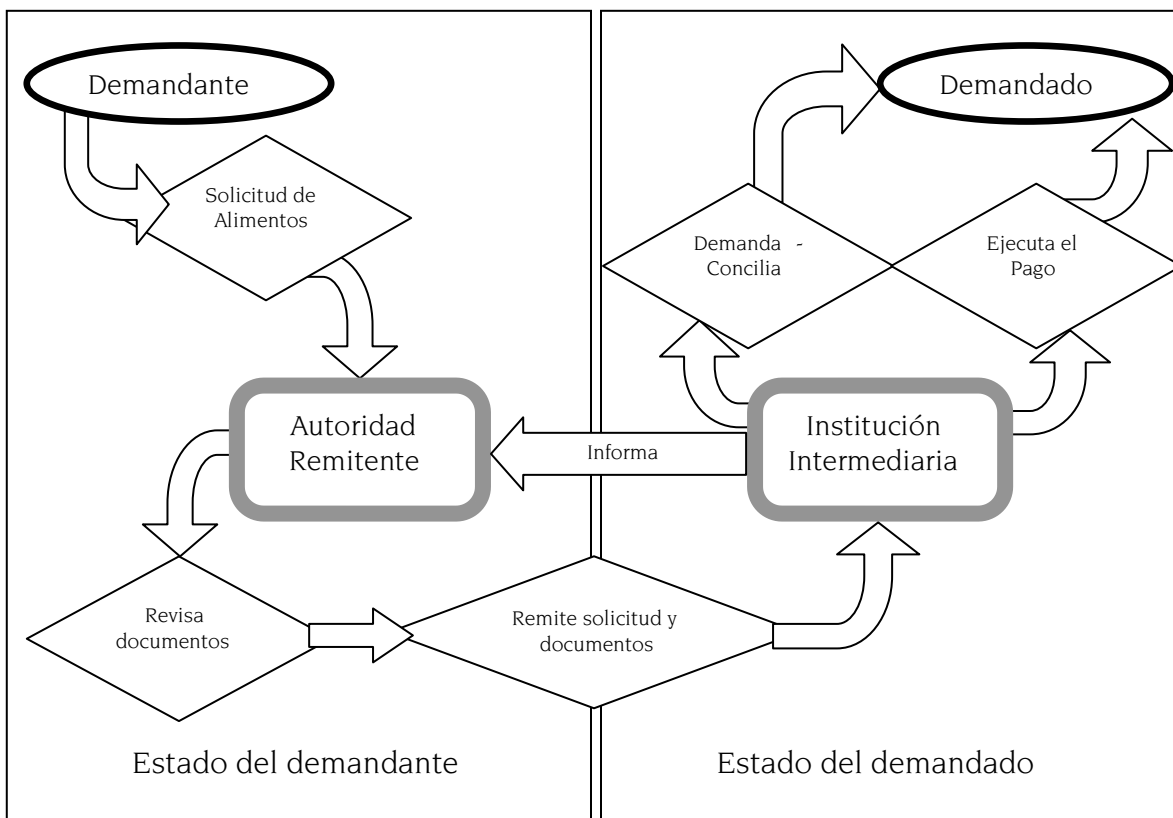 Demandante
Solicitud de
Alimentos
Autoridad
Remitente
Revisa
documentos
Remite solicitud y
documentos
Informa
Institución
Intermediaria
Demanda -
Concilia
Ejecuta el
Pago
Demandado
Estado del demandante
Estado del demandado